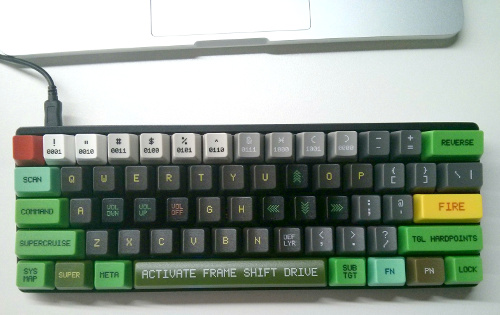 ! " # $ % ^ & * < > - + REVERSE
0001 0010 0011 0100 0101 0110 0111 1000 1001 0000 = 
SCAN Q W E R T Y U O P { } \ |
[ ]
COMMAND A VOL DWN VOL UP VOL OFF G H : @ FIRE
;
SUPERCRUISE Z X C V B N DEF LYR < > ? TGL HARDPOINTS
, . /
SYS MAP SUPER META ACTIVATE FRAME SHIFT DRIVE SUB TGT FN PN LOCK